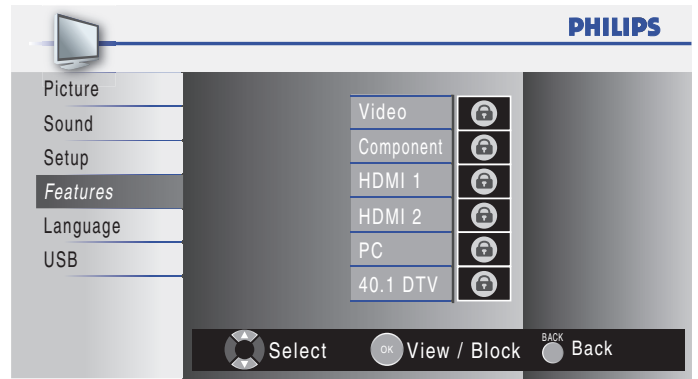 PHILIPS
Picture
Sound
Setup
Features
Language
USB
Video
Component
HDMI 1
HDMI 2
PC
40.1 DTV
Select
OK View / Block
BACK Back